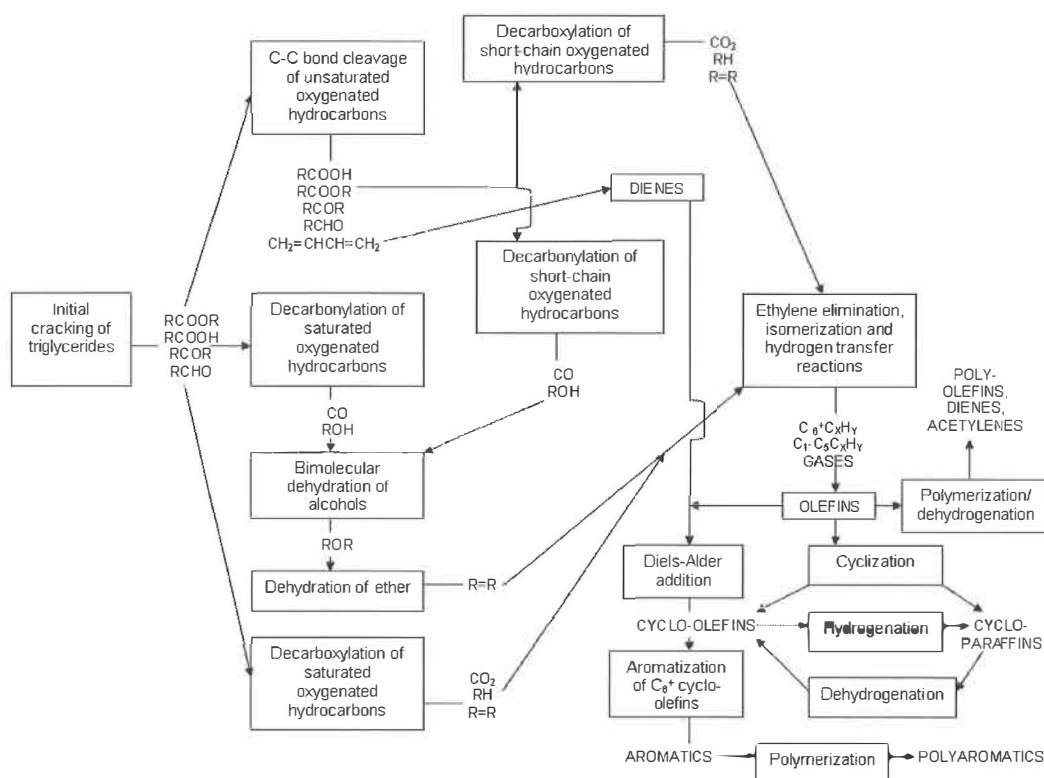 Decarboxylation of
short-chain oxygenated
hydrocarbons
CO₂
RH
R=R
C-C bond cleavage
of unsaturated
oxygenated
hydrocarbons
RCOOH
RCOOR
RCOR
RCHO
CH₂=CHCH=CH₂
DIENES
Decarbonylation of
short-chain
oxygenated
hydrocarbons
Initial
cracking of
triglycerides
RCOOR
RCOOH
RCOR
RCHO
Decarbonylation of
saturated
oxygenated
hydrocarbons
Ethylene elimination,
isomerization and
hydrogen transfer
reactions
CO
ROH
CO
ROH
POLY-
OLEFINS,
DIENES,
ACETYLENES
C₆⁺CₓHᵧ
C₁-C₅CₓHᵧ
GASES
Bimolecular
dehydration of
alcohols
OLEFINS
Polymerization/
dehydrogenation
ROR
Diels-Alder
addition
Cyclization
Dehydration of ether
R=R
CYCLO-OLEFINS
Hydrogenation
CYCLO-
PARAFFINS
Decarboxylation of
saturated
oxygenated
hydrocarbons
CO₂
RH
R=R
Aromatization
of C₆⁺ cyclo-
olefins
Dehydrogenation
AROMATICS
Polymerization
POLYAROMATICS